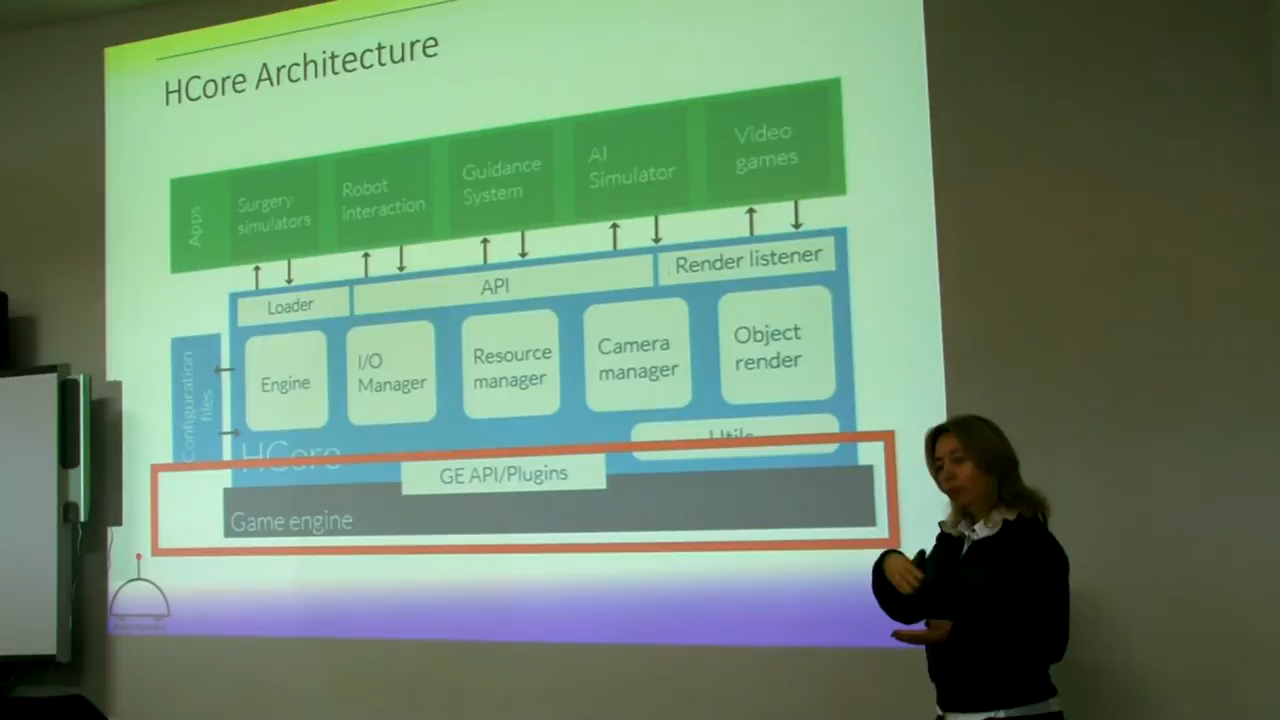 HCore Architecture
Apps
Surgery
simulators
Robot
interaction
Guidance
System
AI
Simulator
Video
games
Loader
API
Render listener
Configuration
files
Engine
I/O
Manager
Resource
manager
Camera
manager
Object
render
HCore
Utils
GE API/Plugins
Game engine